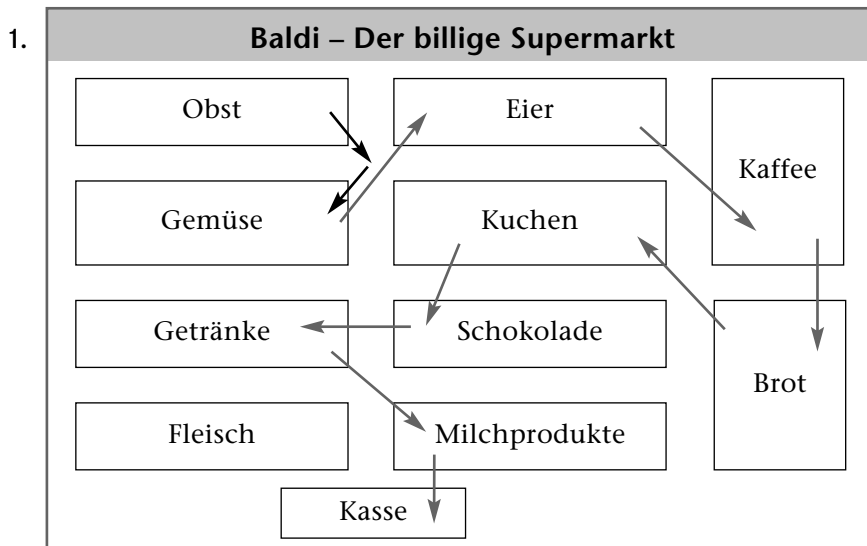 1.
Baldi – Der billige Supermarkt
Obst
Eier
Kaffee
Gemüse
Kuchen
Getränke
Schokolade
Brot
Fleisch
Milchprodukte
Kasse